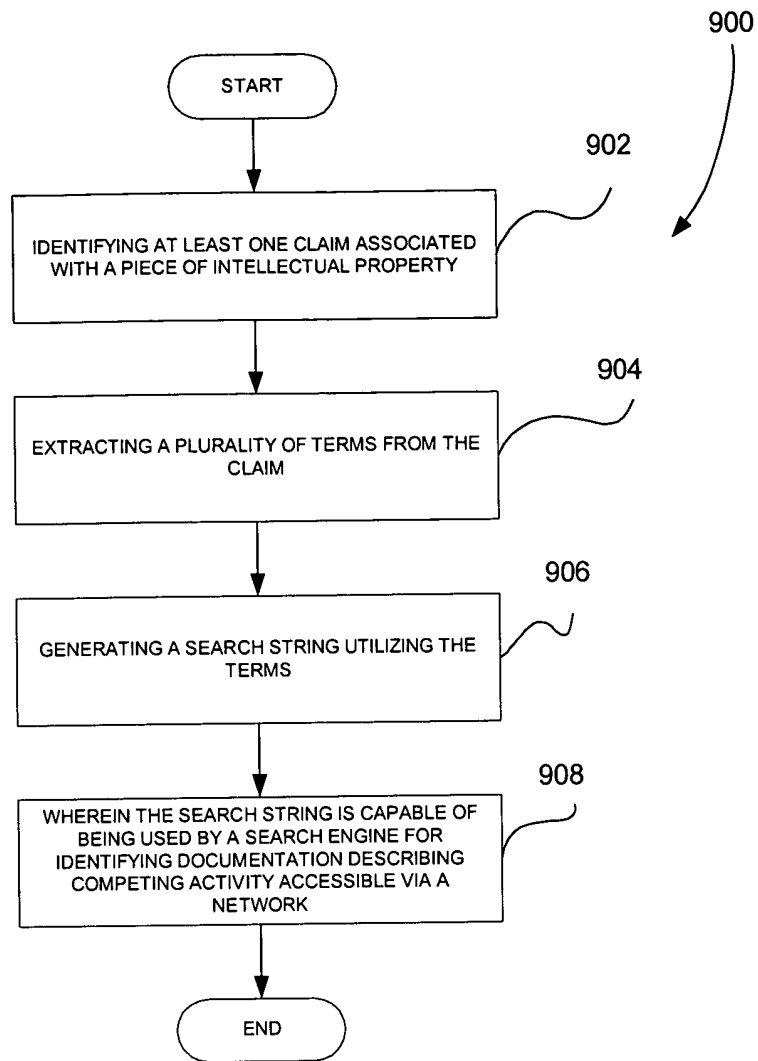 900
START
902
IDENTIFYING AT LEAST ONE CLAIM ASSOCIATED
WITH A PIECE OF INTELLECTUAL PROPERTY
904
EXTRACTING A PLURALITY OF TERMS FROM THE
CLAIM
906
GENERATING A SEARCH STRING UTILIZING THE
TERMS
908
WHEREIN THE SEARCH STRING IS CAPABLE OF
BEING USED BY A SEARCH ENGINE FOR
IDENTIFYING DOCUMENTATION DESCRIBING
COMPETING ACTIVITY ACCESSIBLE VIA A
NETWORK
END